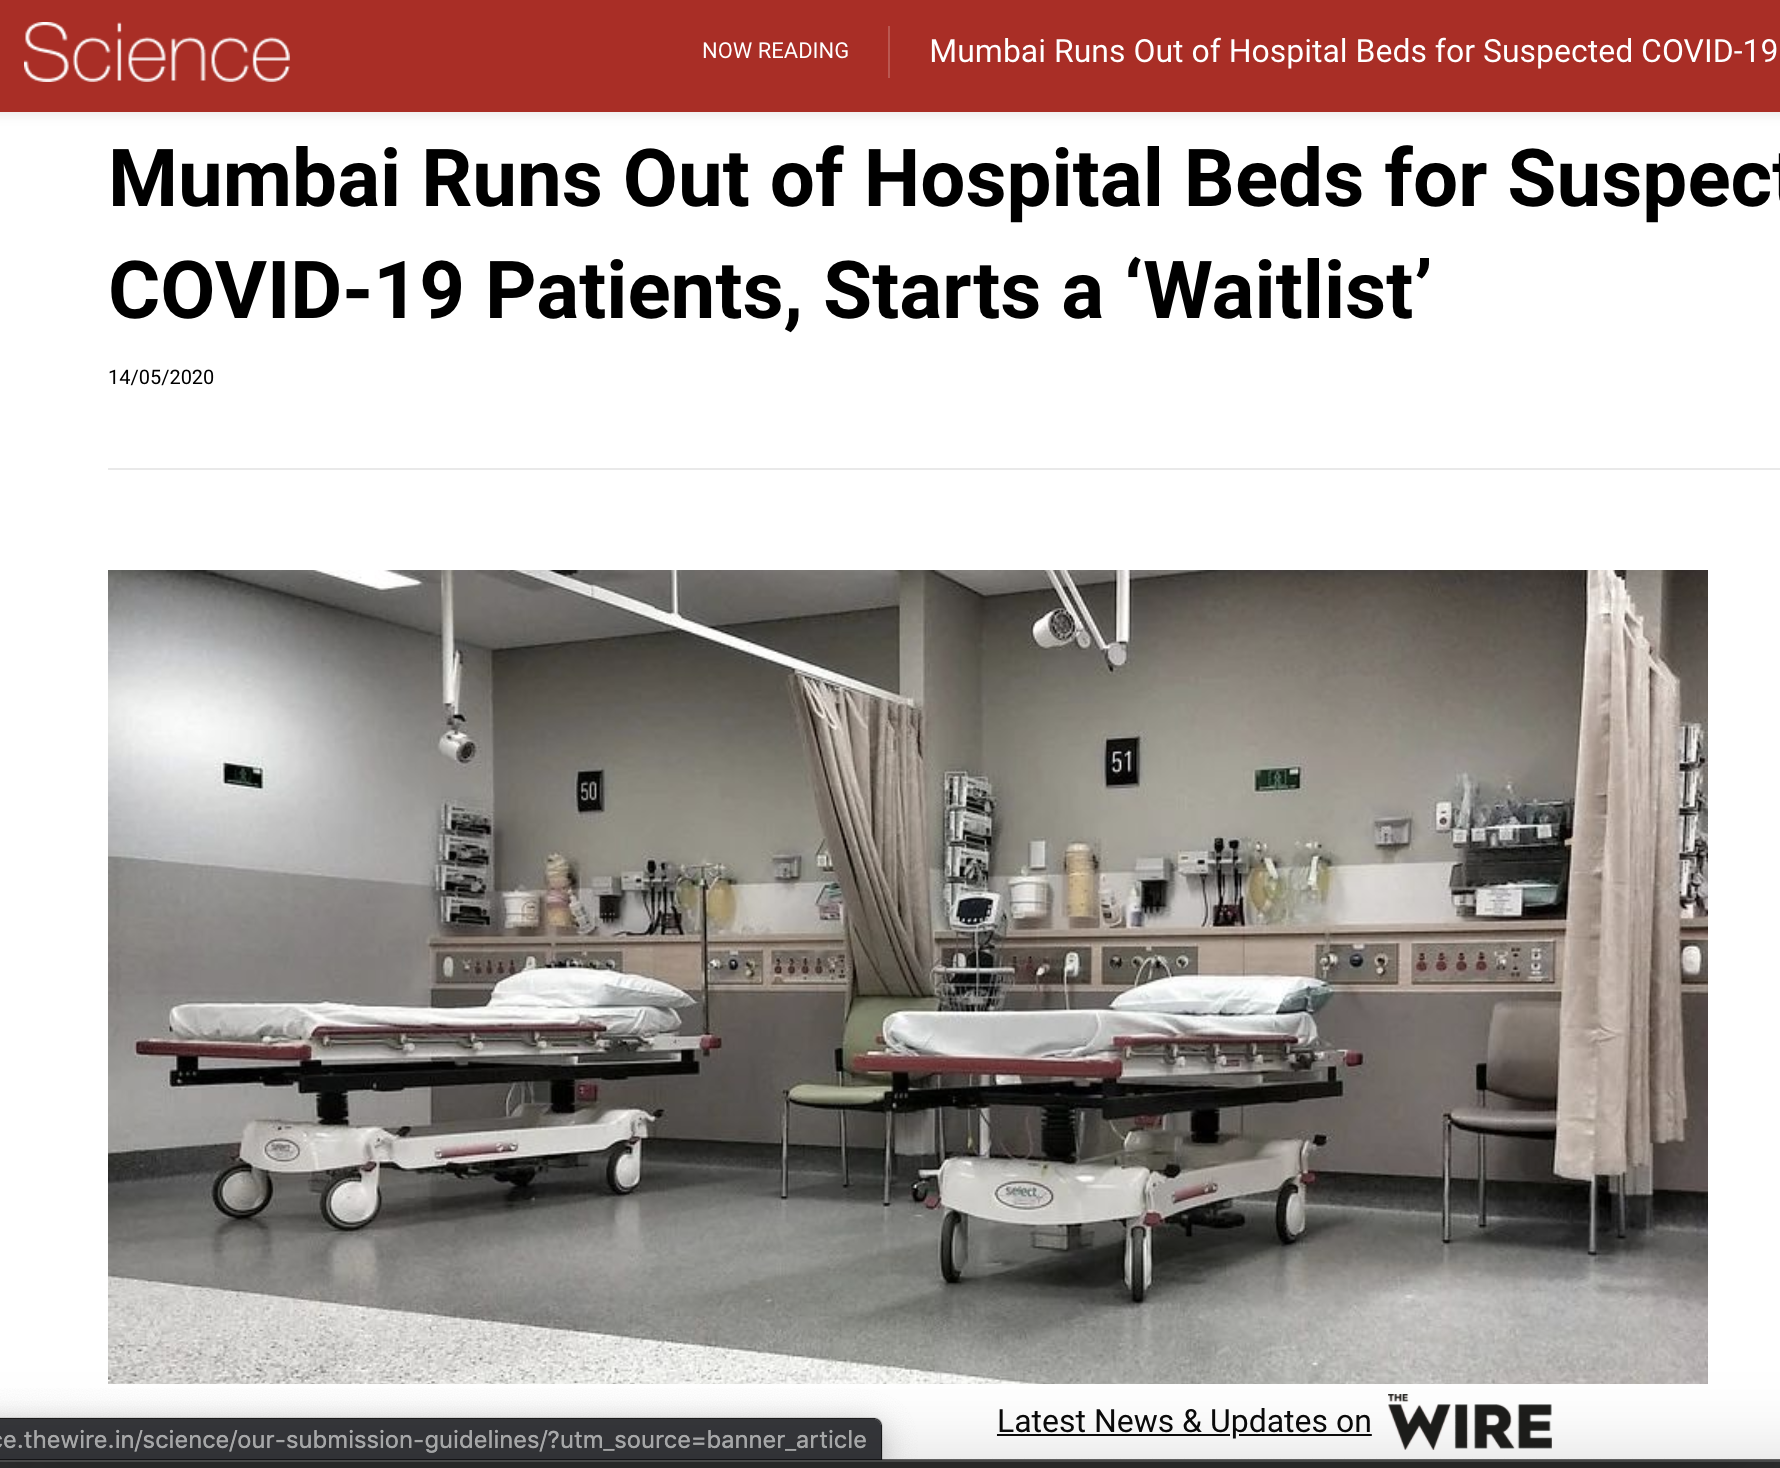 Science
NOW READING
Mumbai Runs Out of Hospital Beds for Suspected COVID-19
Mumbai Runs Out of Hospital Beds for Suspect
COVID-19 Patients, Starts a ‘Waitlist’
14/05/2020
50
51
select
select
Latest News & Updates on
THE
WIRE
e.thewire.in/science/our-submission-guidelines/?utm_source=banner_article